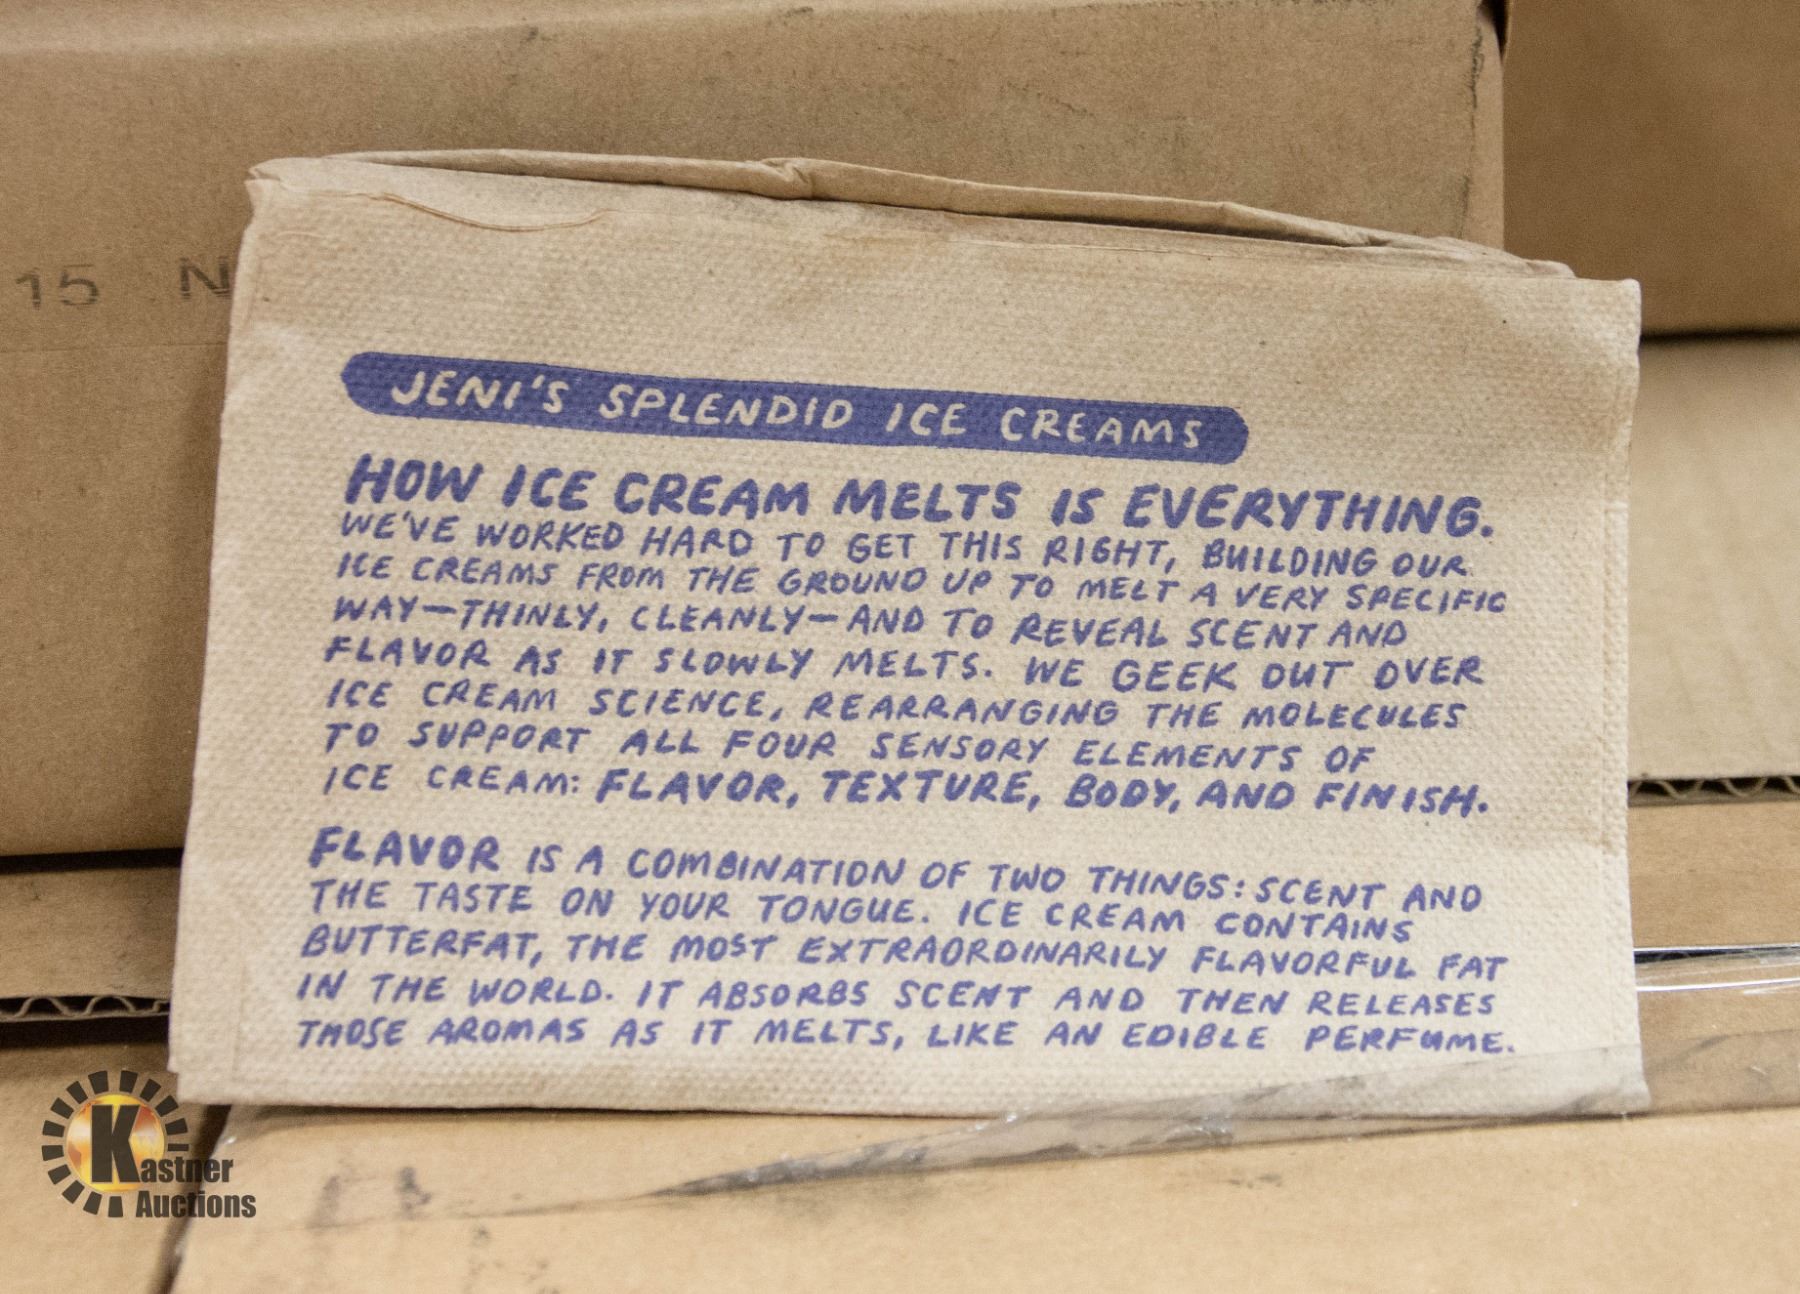 15 N
JENI'S SPLENDID ICE CREAMS
HOW ICE CREAM MELTS IS EVERYTHING.
WE'VE WORKED HARD TO GET THIS RIGHT, BUILDING OUR
ICE CREAMS FROM THE GROUND UP TO MELT A VERY SPECIFIC
WAY—THINLY, CLEANLY—AND TO REVEAL SCENT AND
FLAVOR AS IT SLOWLY MELTS. WE GEEK OUT OVER
ICE CREAM SCIENCE, REARRANGING THE MOLECULES
TO SUPPORT ALL FOUR SENSORY ELEMENTS OF
ICE CREAM: FLAVOR, TEXTURE, BODY, AND FINISH.
FLAVOR IS A COMBINATION OF TWO THINGS: SCENT AND
THE TASTE ON YOUR TONGUE. ICE CREAM CONTAINS
BUTTERFAT, THE MOST EXTRAORDINARILY FLAVORFUL FAT
IN THE WORLD. IT ABSORBS SCENT AND THEN RELEASES
THOSE AROMAS AS IT MELTS, LIKE AN EDIBLE PERFUME.
Kastner
Auctions